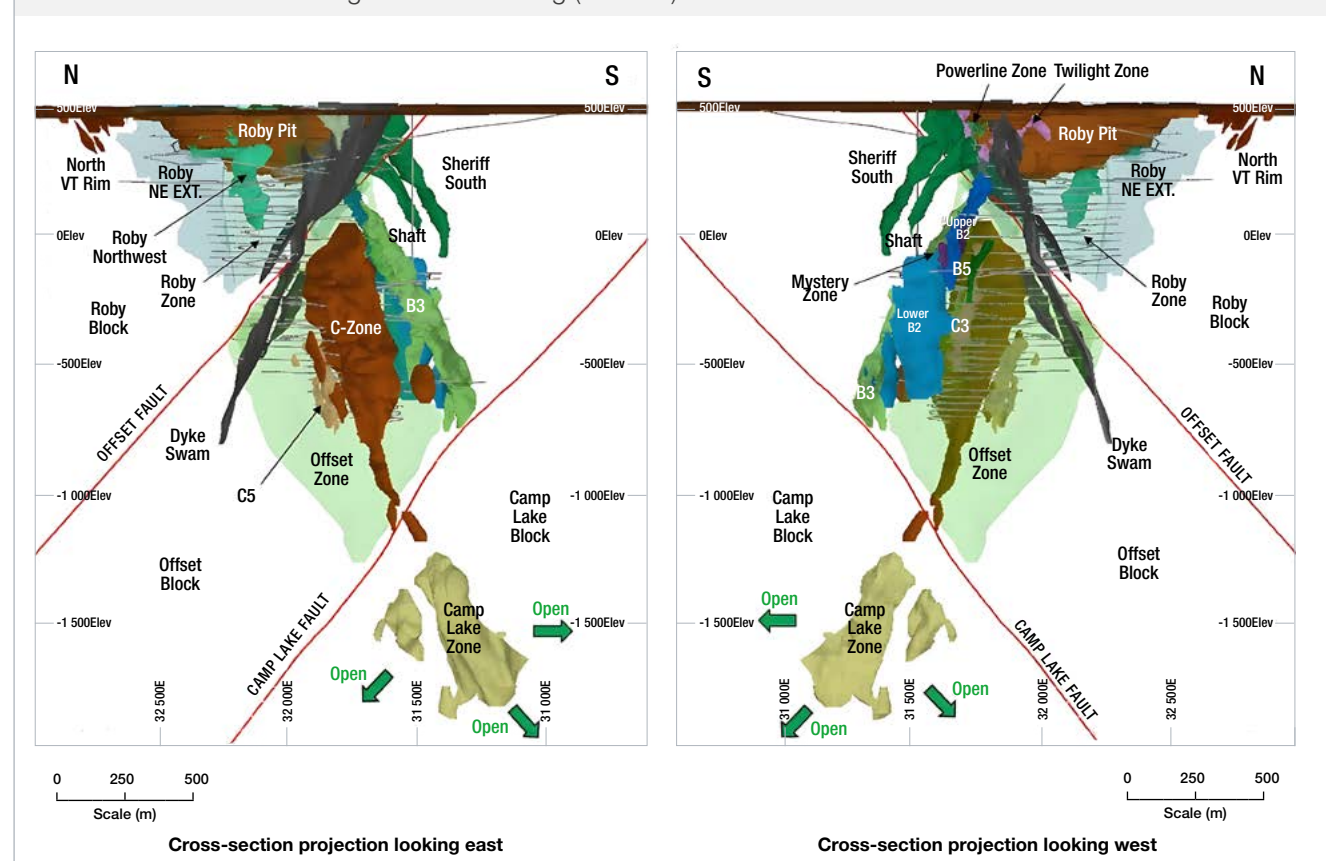 N
S
500Elev
500Elev
Roby Pit
North
VT Rim
Roby
NE EXT.
Sheriff
South
0Elev
0Elev
Shaft
Roby
Northwest
Roby
Zone
Roby
Block
B3
C-Zone
-500Elev
-500Elev
OFFSET FAULT
Dyke
Swam
Offset
Zone
C5
-1 000Elev
-1 000Elev
Camp
Lake
Block
Offset
Block
CAMP LAKE FAULT
Camp
Lake
Zone
Open
-1 500Elev
-1 500Elev
Open
Open
32 500E
32 000E
31 500E
31 000E
0 250 500
Scale (m)
Cross-section projection looking east
S
N
Powerline Zone Twilight Zone
500Elev
500Elev
Roby Pit
Sheriff
South
Roby
NE EXT.
North
VT Rim
0Elev
0Elev
Upper
B2
Shaft
Mystery
Zone
B5
Roby
Zone
Roby
Block
Lower
B2
C3
-500Elev
-500Elev
B3
OFFSET FAULT
Dyke
Swam
Offset
Zone
-1 000Elev
-1 000Elev
Camp
Lake
Block
Offset
Block
Open
-1 500Elev
-1 500Elev
Camp
Lake
Zone
CAMP LAKE FAULT
Open
Open
31 000E
31 500E
32 000E
32 500E
0 250 500
Scale (m)
Cross-section projection looking west